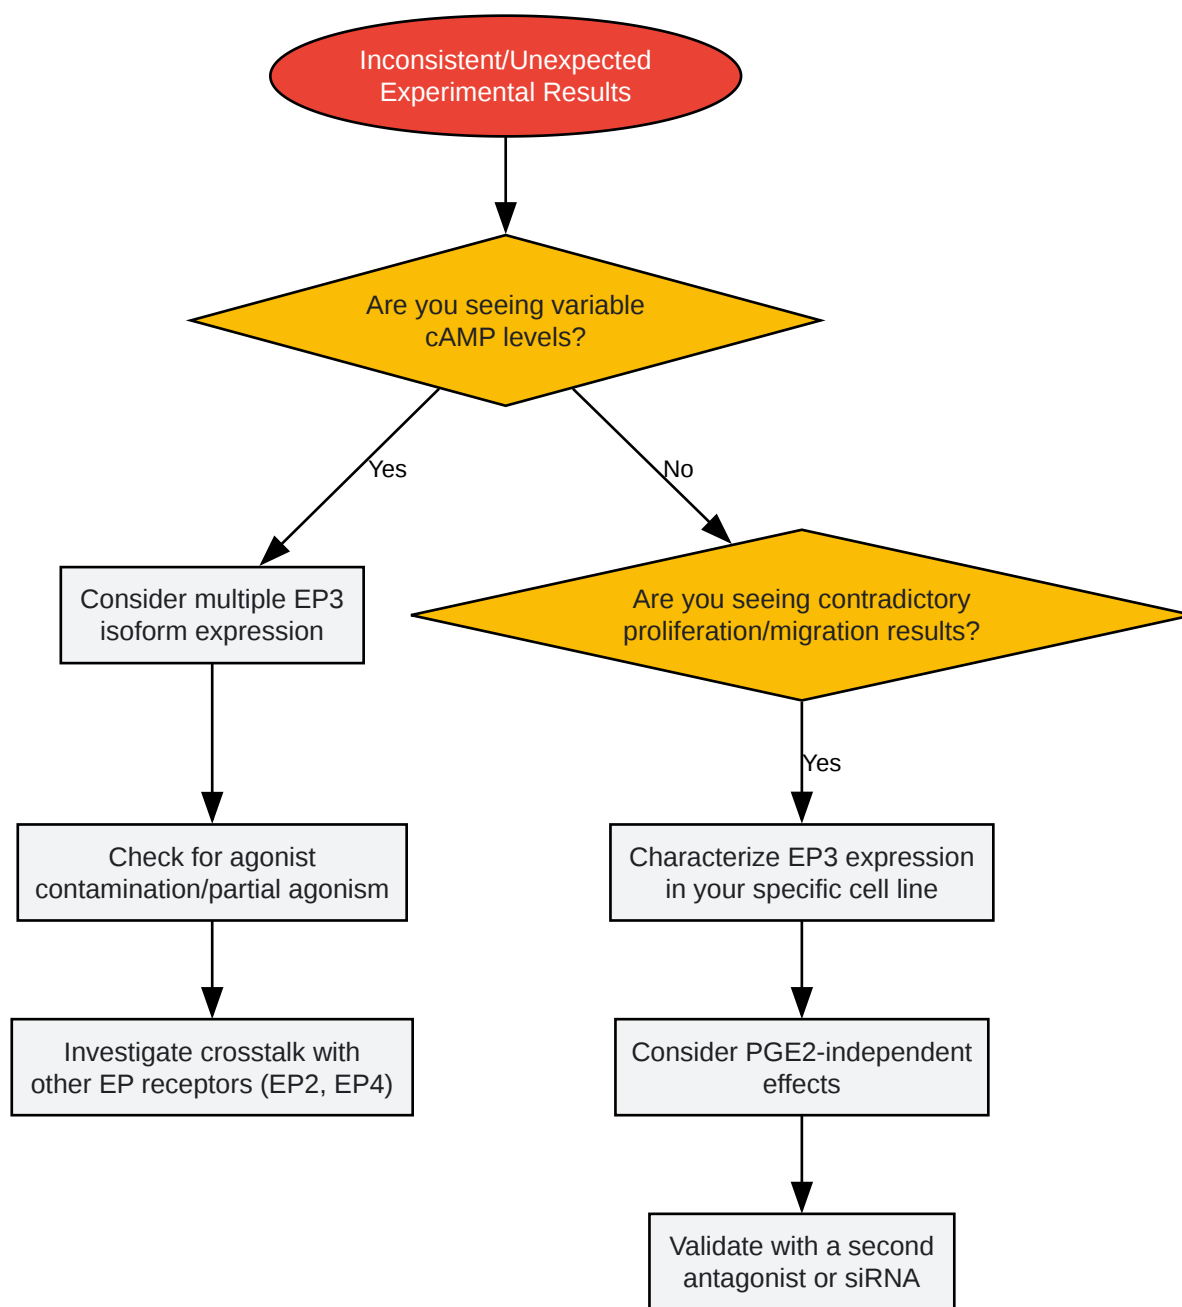 Inconsistent/Unexpected
Experimental Results
Are you seeing variable
cAMP levels?
Yes
No
Consider multiple EP3
isoform expression
Are you seeing contradictory
proliferation/migration results?
Yes
Check for agonist
contamination/partial agonism
Characterize EP3 expression
in your specific cell line
Investigate crosstalk with
other EP receptors (EP2, EP4)
Consider PGE2-independent
effects
Validate with a second
antagonist or siRNA